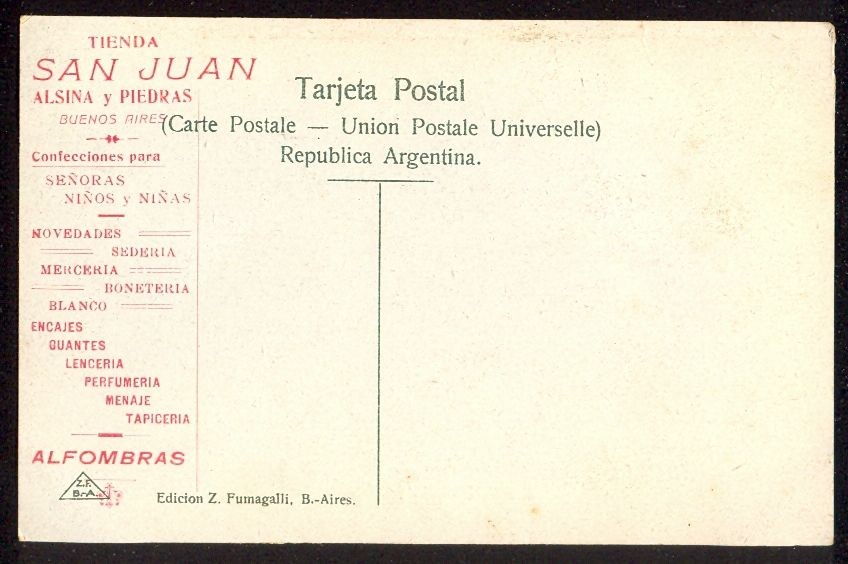 TIENDA
SAN JUAN
ALSINA y PIEDRAS
BUENOS AIRES
Confecciones para
SEÑORAS
NIÑOS y NIÑAS
NOVEDADES
SEDERIA
MERCERIA
BONETERIA
BLANCO
ENCAJES
GUANTES
LENCERIA
PERFUMERIA
MENAJE
TAPICERIA
ALFOMBRAS
Z.F.
B.-A.
Tarjeta Postal
(Carte Postale — Union Postale Universelle)
Republica Argentina.
Edicion Z. Fumagalli, B.-Aires.